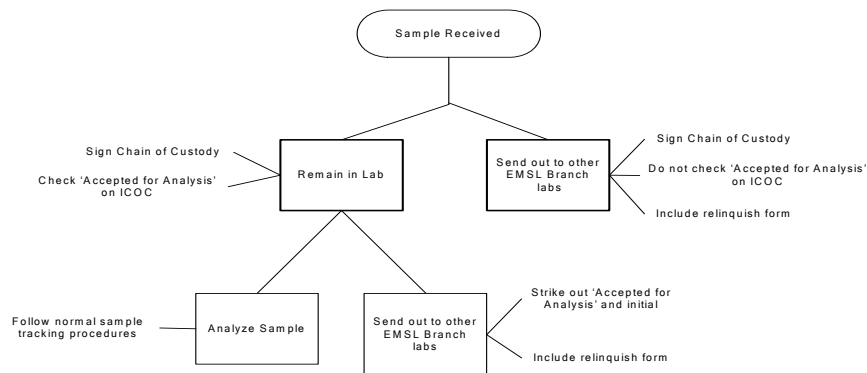 Sample Received
Sign Chain of Custody
Check ‘Accepted for Analysis’
on ICOC
Remain in Lab
Send out to other
EMSL Branch
labs
Sign Chain of Custody
Do not check ‘Accepted for Analysis’
on ICOC
Include relinquish form
Follow normal sample
tracking procedures
Analyze Sample
Send out to other
EMSL Branch
labs
Strike out ‘Accepted for
Analysis’ and initial
Include relinquish form